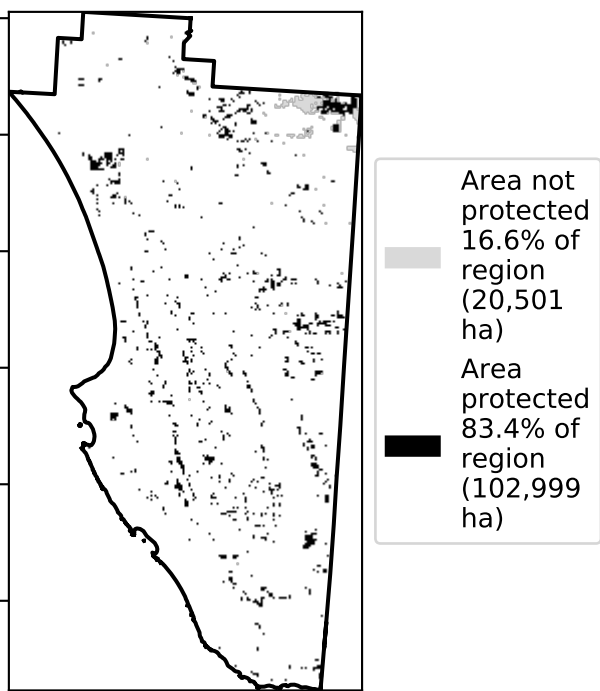 Area not
protected
16.6% of
region
(20,501
ha)
Area
protected
83.4% of
region
(102,999
ha)